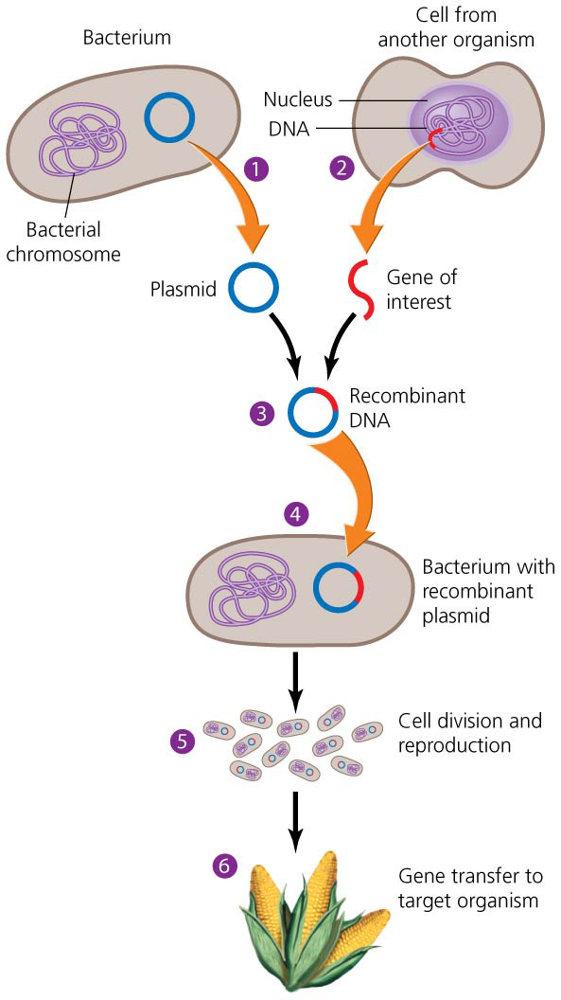 Bacterium
Cell from
another organism
Nucleus
DNA
1
2
Bacterial
chromosome
Plasmid
Gene of
interest
3
Recombinant
DNA
4
Bacterium with
recombinant
plasmid
5
Cell division and
reproduction
6
Gene transfer to
target organism